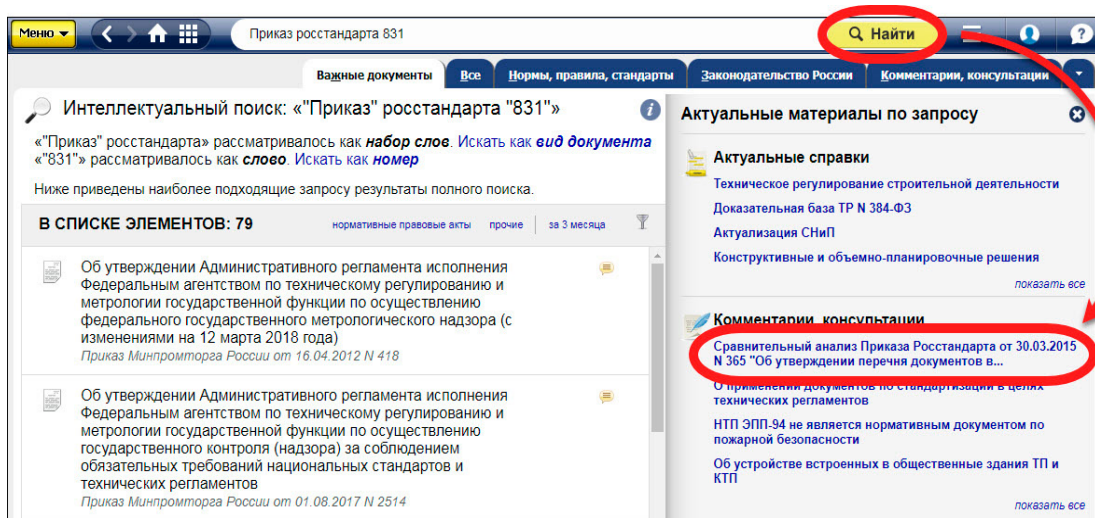 Меню
Приказ росстандарта 831
Найти
?
Важные документы
Все
Нормы, правила, стандарты
Законодательство России
Комментарии, консультации
Интеллектуальный поиск: «"Приказ" росстандарта "831"»
i
«"Приказ" росстандарта» рассматривалось как набор слов. Искать как вид документа
«"831"» рассматривалось как слово. Искать как номер
Ниже приведены наиболее подходящие запросу результаты полного поиска.
В СПИСКЕ ЭЛЕМЕНТОВ: 79
нормативные правовые акты
прочие
за 3 месяца
Об утверждении Административного регламента исполнения
Федеральным агентством по техническому регулированию и
метрологии государственной функции по осуществлению
федерального государственного метрологического надзора (с
изменениями на 12 марта 2018 года)
Приказ Минпромторга России от 16.04.2012 N 418
Об утверждении Административного регламента исполнения
Федеральным агентством по техническому регулированию и
метрологии государственной функции по осуществлению
государственного контроля (надзора) за соблюдением
обязательных требований национальных стандартов и
технических регламентов
Приказ Минпромторга России от 01.08.2017 N 2514
Актуальные материалы по запросу
Актуальные справки
Техническое регулирование строительной деятельности
Доказательная база ТР N 384-ФЗ
Актуализация СНиП
Конструктивные и объемно-планировочные решения
показать все
Комментарии, консультации
Сравнительный анализ Приказа Росстандарта от 30.03.2015
N 365 "Об утверждении перечня документов в...
О применении документов по стандартизации в целях
технических регламентов
НТП ЭПП-94 не является нормативным документом по
пожарной безопасности
Об устройстве встроенных в общественные здания ТП и
КТП
показать все